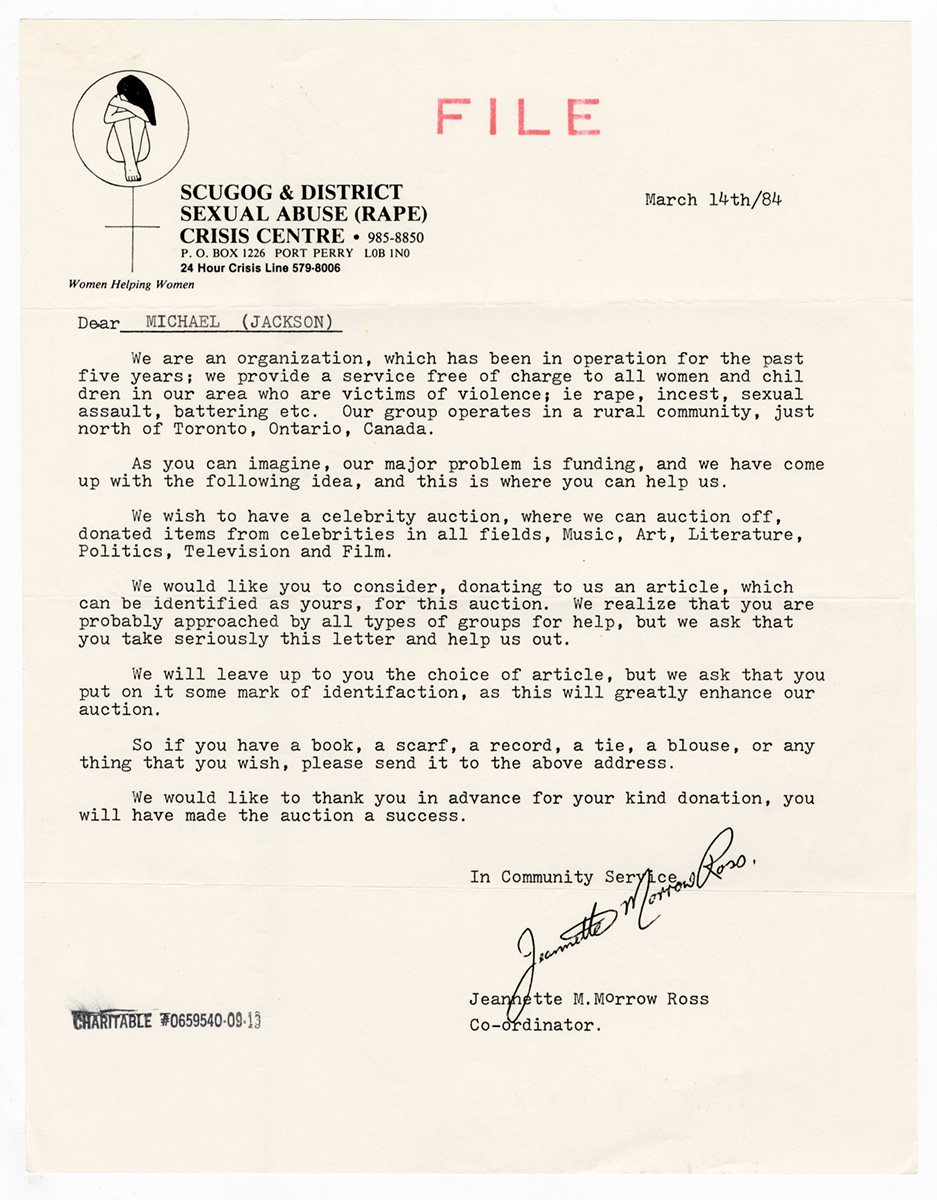 FILE
SCUGOG & DISTRICT
SEXUAL ABUSE (RAPE)
CRISIS CENTRE • 985-8850
P. O. BOX 1226 PORT PERRY L0B 1N0
24 Hour Crisis Line 579-8006
Women Helping Women
March 14th/84
Dear MICHAEL (JACKSON)
We are an organization, which has been in operation for the past
five years; we provide a service free of charge to all women and chil
dren in our area who are victims of violence; ie rape, incest, sexual
assault, battering etc. Our group operates in a rural community, just
north of Toronto, Ontario, Canada.
As you can imagine, our major problem is funding, and we have come
up with the following idea, and this is where you can help us.
We wish to have a celebrity auction, where we can auction off,
donated items from celebrities in all fields, Music, Art, Literature,
Politics, Television and Film.
We would like you to consider, donating to us an article, which
can be identified as yours, for this auction. We realize that you are
probably approached by all types of groups for help, but we ask that
you take seriously this letter and help us out.
We will leave up to you the choice of article, but we ask that you
put on it some mark of identifaction, as this will greatly enhance our
auction.
So if you have a book, a scarf, a record, a tie, a blouse, or any
thing that you wish, please send it to the above address.
We would like to thank you in advance for your kind donation, you
will have made the auction a success.
In Community Service
Jeannette Morrow Ross.
Jeannette M.Morrow Ross
Co-ordinator.
CHARITABLE #0659540-09-13